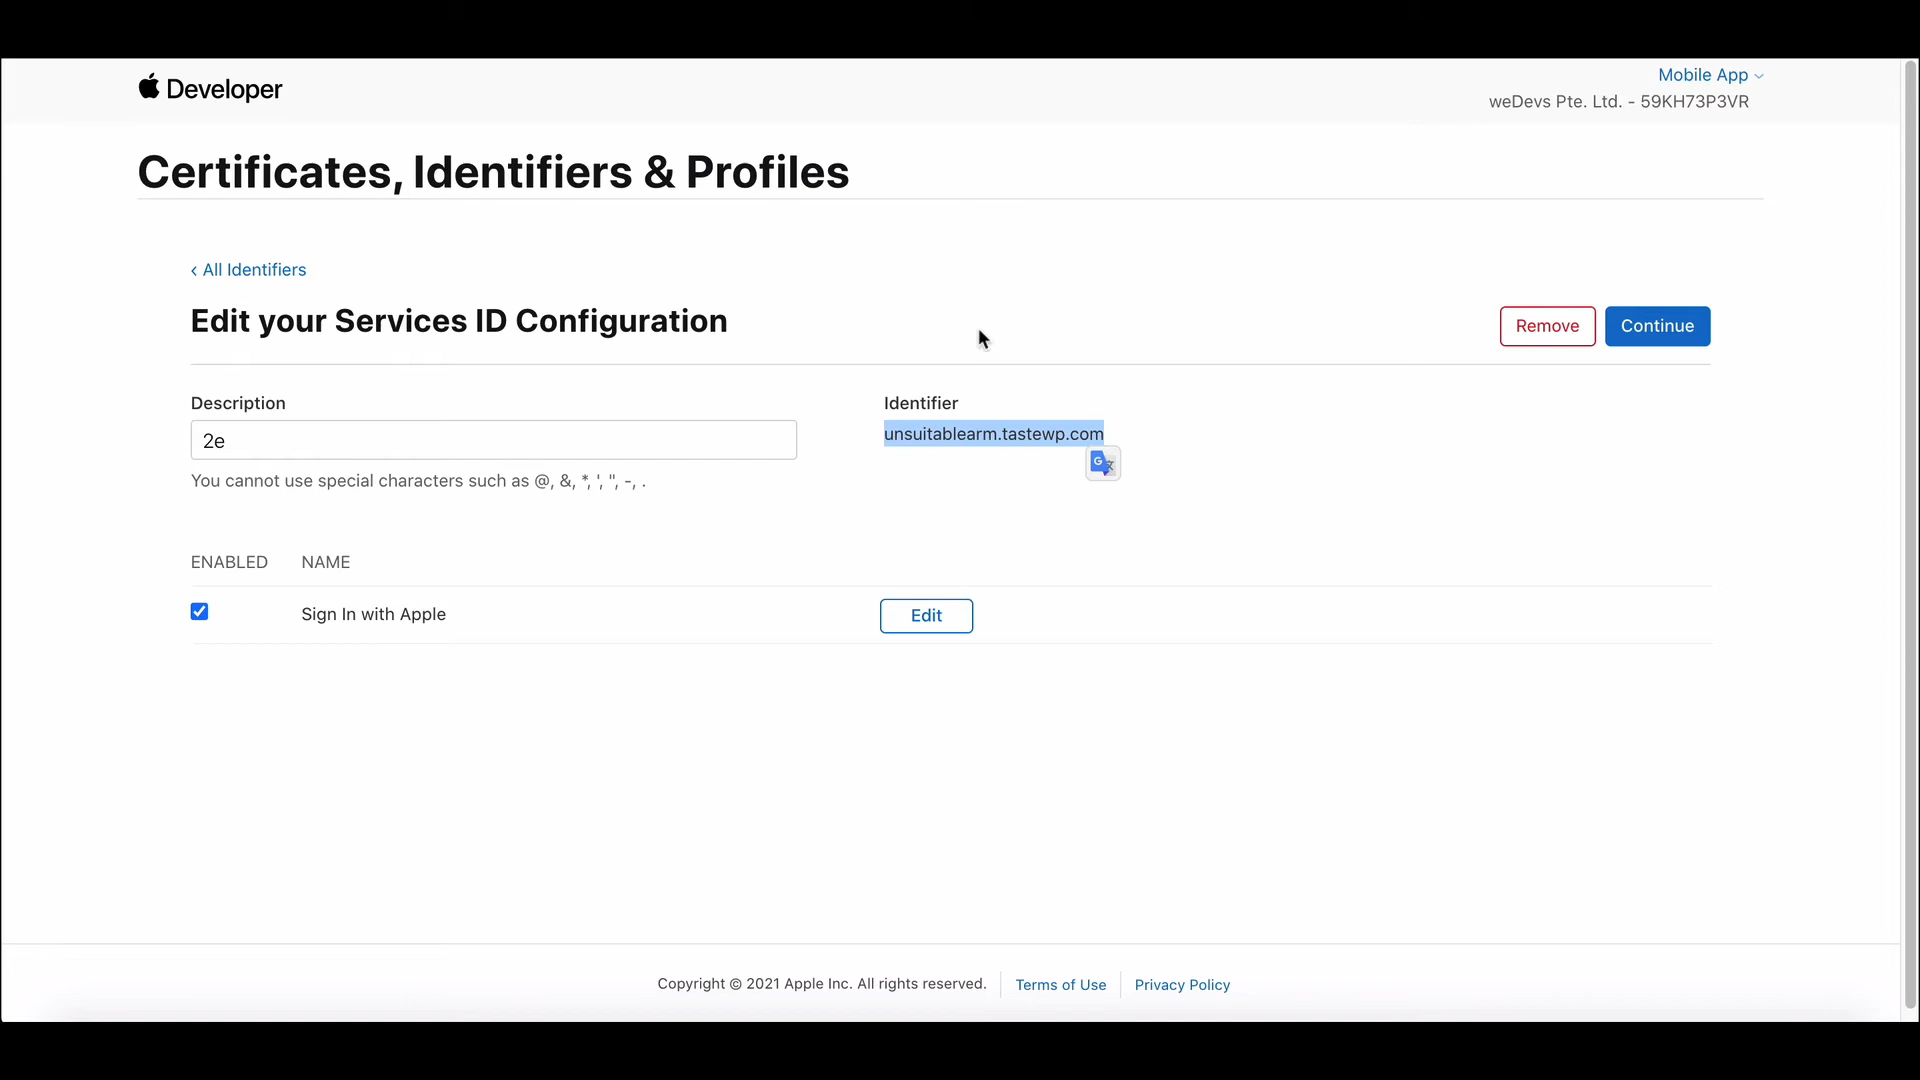 Developer
Mobile App
weDevs Pte. Ltd. - 59KH73P3VR
Certificates, Identifiers & Profiles
‹ All Identifiers
Edit your Services ID Configuration
Remove
Continue
Description
Identifier
2e
unsuitablearm.tastewp.com
You cannot use special characters such as @, &, *, ', ", -, .
ENABLED NAME
Sign In with Apple
Edit
Copyright © 2021 Apple Inc. All rights reserved.
Terms of Use
Privacy Policy